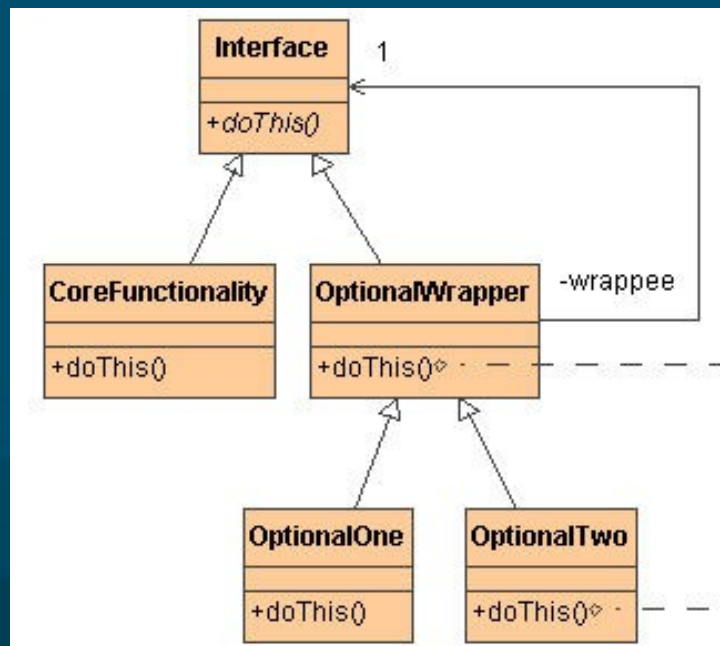 Interface
1
+doThis()
CoreFunctionality
OptionalWrapper
-wrappee
+doThis()
+doThis()
OptionalOne
OptionalTwo
+doThis()
+doThis()